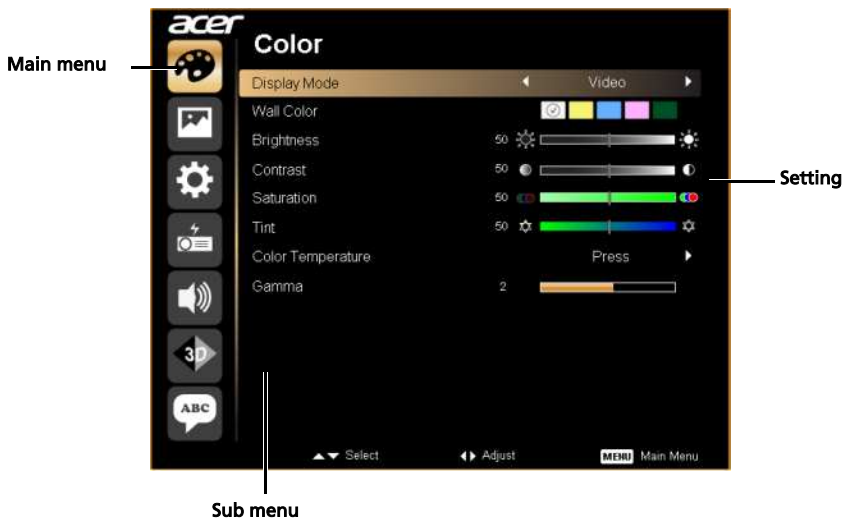 acer
Color
Main menu
Display Mode Video
Wall Color
Brightness 50
Contrast 50
Setting
Saturation 50
Tint 50
Color Temperature Press
Gamma 2
3D
ABC
Select Adjust MENU Main Menu
Sub menu